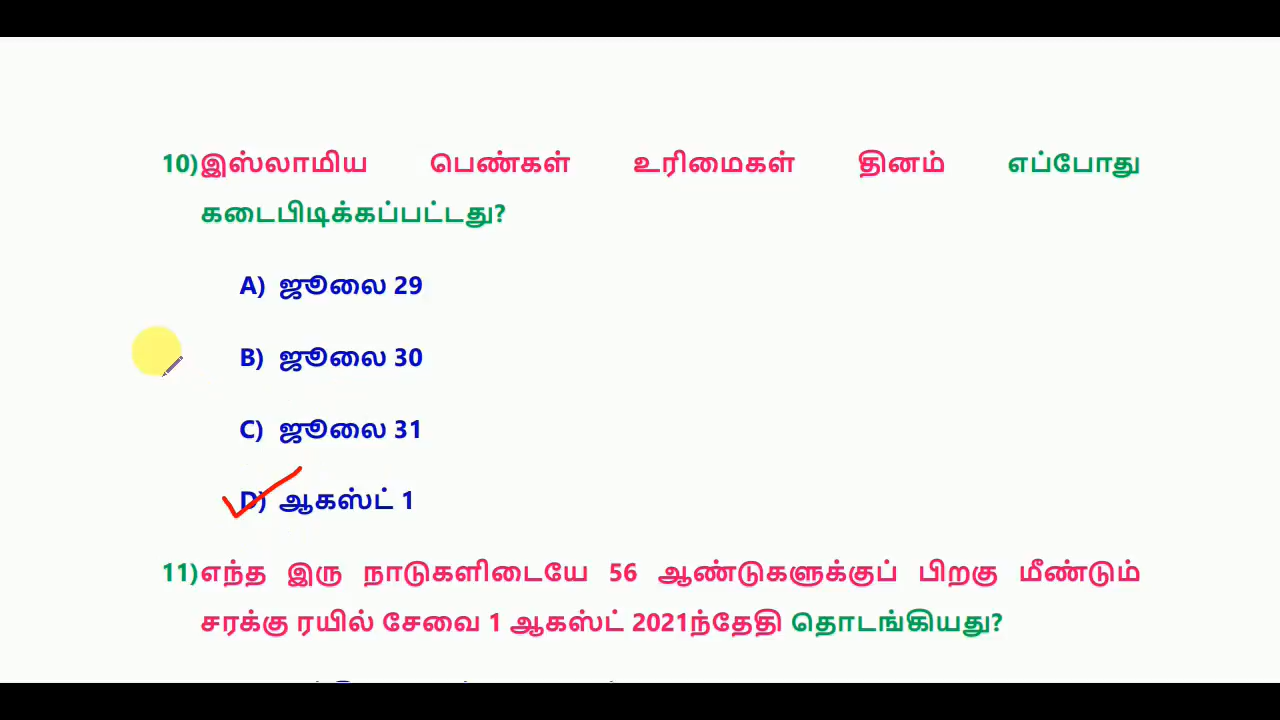 10)இஸ்லாமிய பெண்கள் உரிமைகள் தினம் எப்போது
கடைபிடிக்கப்பட்டது?
A) ஜூலை 29
B) ஜூலை 30
C) ஜூலை 31
D) ஆகஸ்ட் 1
11)எந்த இரு நாடுகளிடையே 56 ஆண்டுகளுக்குப் பிறகு மீண்டும்
சரக்கு ரயில் சேவை 1 ஆகஸ்ட் 2021ந்தேதி தொடங்கியது?